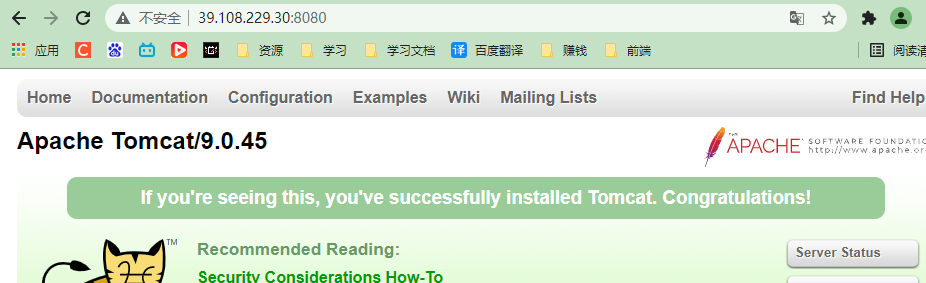 不安全 39.108.229.30:8080
应用 资源 学习 学习文档 译 百度翻译 赚钱 前端 阅读清
Home Documentation Configuration Examples Wiki Mailing Lists Find Help
Apache Tomcat/9.0.45
THE
APACHE SOFTWARE FOUNDATIO
http://www.apache.or
If you're seeing this, you've successfully installed Tomcat. Congratulations!
TM
Recommended Reading:
Server Status
Security Considerations How-To